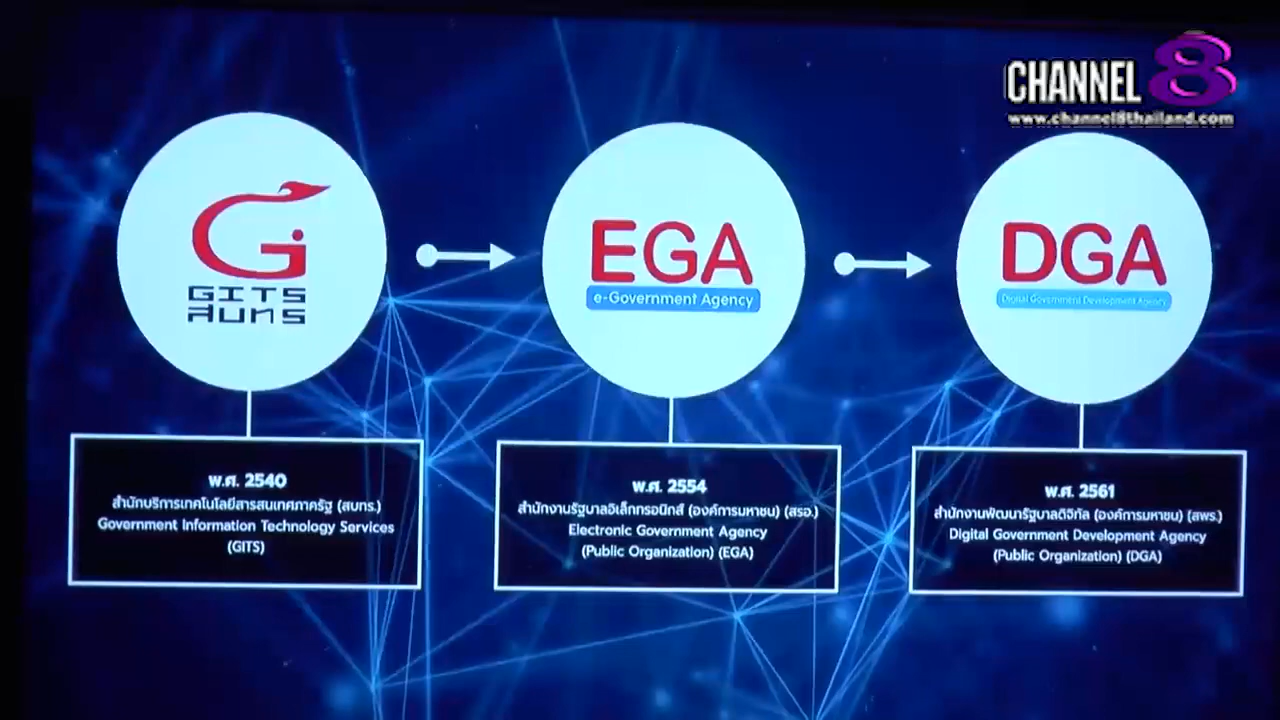 CHANNEL 8
www.channel8thailand.com
GITS
สบทร
EGA
e-Government Agency
DGA
Digital Government Development Agency
พ.ศ. 2540
สำนักบริการเทคโนโลยีสารสนเทศภาครัฐ (สบทร.)
Government Information Technology Services
(GITS)
พ.ศ. 2554
สำนักงานรัฐบาลอิเล็กทรอนิกส์ (องค์การมหาชน) (สรอ.)
Electronic Government Agency
(Public Organization) (EGA)
พ.ศ. 2561
สำนักงานพัฒนารัฐบาลดิจิทัล (องค์การมหาชน) (สพร.)
Digital Government Development Agency
(Public Organization) (DGA)